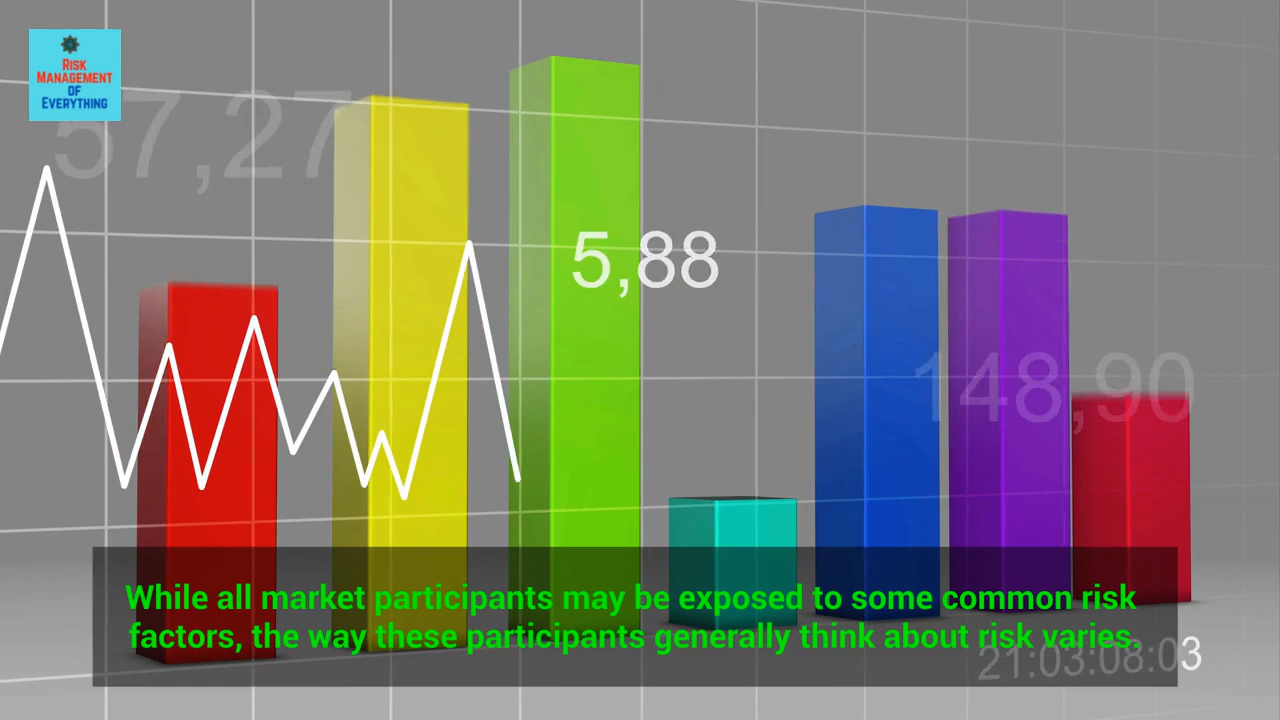 Risk
Management
of
Everything
57,27
5,88
148,90
While all market participants may be exposed to some common risk
factors, the way these participants generally think about risk varies.
21:03:08:03